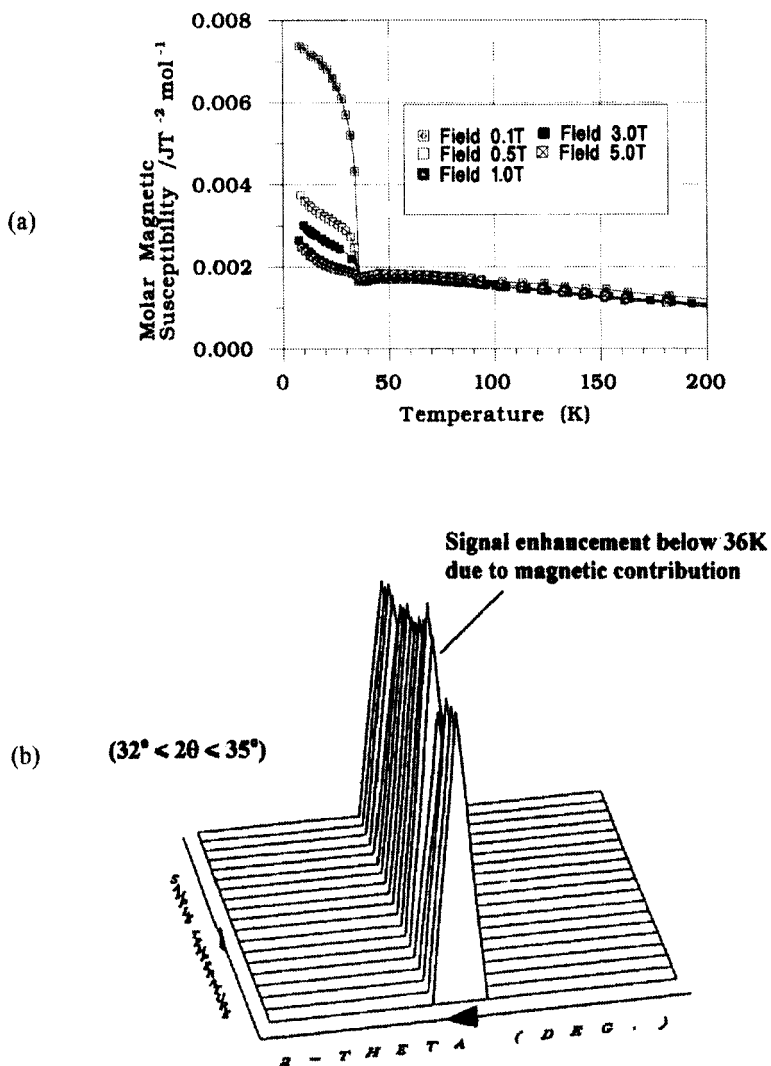 (a)
Molar Magnetic
Susceptibility /JT⁻² mol⁻¹
0.008
0.006
0.004
0.002
0.000
Field 0.1T
Field 3.0T
Field 0.5T
Field 5.0T
Field 1.0T
0
50
100
150
200
Temperature (K)
Signal enhancement below 36K
due to magnetic contribution
(b)
(32° < 2θ < 35°)
2 - T H E T A ( D E G . )